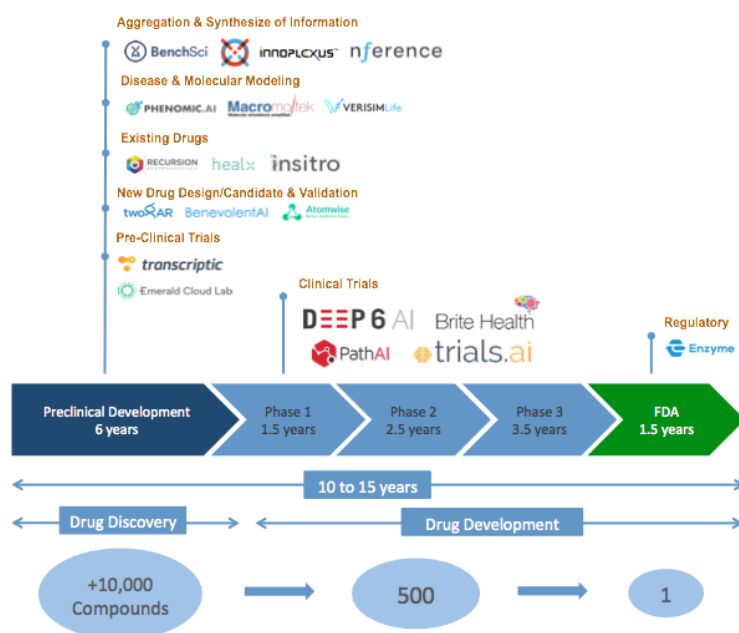 Aggregation & Synthesize of Information
BenchSci
innoplexus
nference
Disease & Molecular Modeling
PHENOMIC.AI
Macromoltek
Molecular simulations simplified
VERISIMLife
Existing Drugs
RECURSION
healx
insitro
New Drug Design/Candidate & Validation
twoXAR
BenevolentAI
Atomwise
Pre-Clinical Trials
transcriptic
Emerald Cloud Lab
Clinical Trials
DEEP 6 AI
Brite Health
PathAI
trials.ai
Regulatory
Enzyme
Preclinical Development
6 years
Phase 1
1.5 years
Phase 2
2.5 years
Phase 3
3.5 years
FDA
1.5 years
10 to 15 years
Drug Discovery
Drug Development
+10,000
Compounds
500
1